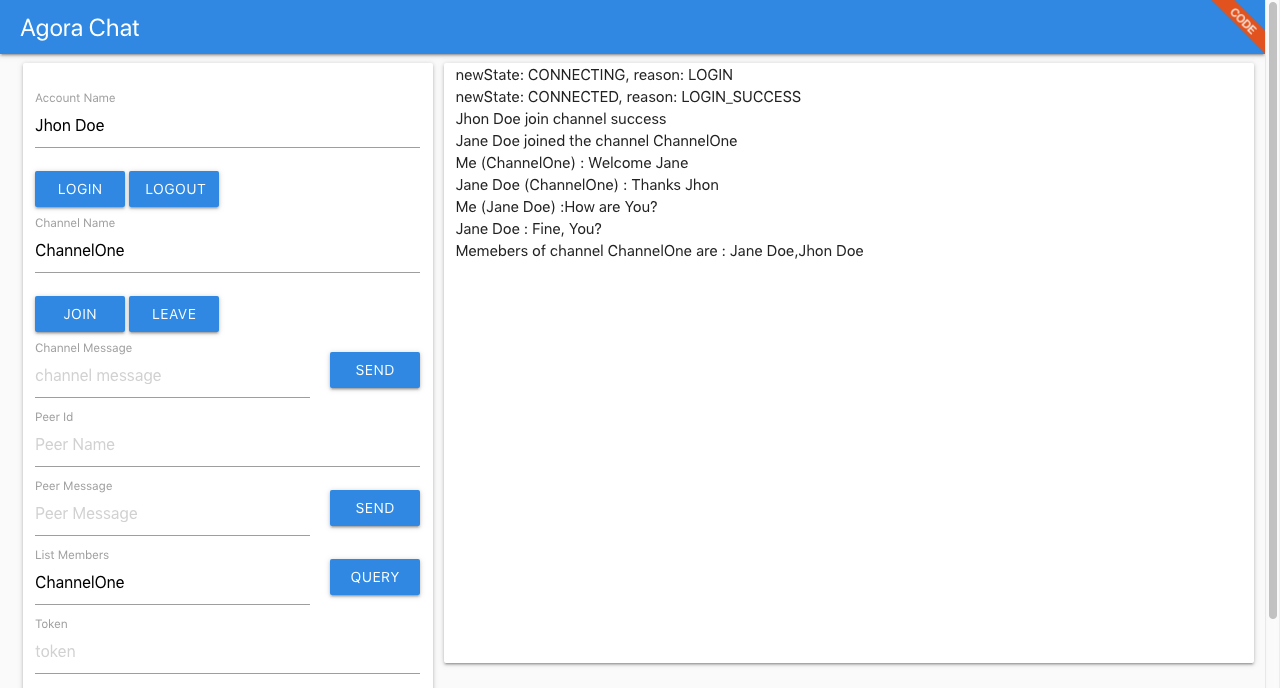 Agora Chat
CODE
Account Name
Jhon Doe
LOGIN LOGOUT
Channel Name
ChannelOne
JOIN LEAVE
Channel Message
channel message
SEND
Peer Id
Peer Name
Peer Message
Peer Message
SEND
List Members
ChannelOne
QUERY
Token
token
newState: CONNECTING, reason: LOGIN
newState: CONNECTED, reason: LOGIN_SUCCESS
Jhon Doe join channel success
Jane Doe joined the channel ChannelOne
Me (ChannelOne) : Welcome Jane
Jane Doe (ChannelOne) : Thanks Jhon
Me (Jane Doe) :How are You?
Jane Doe : Fine, You?
Memebers of channel ChannelOne are : Jane Doe,Jhon Doe